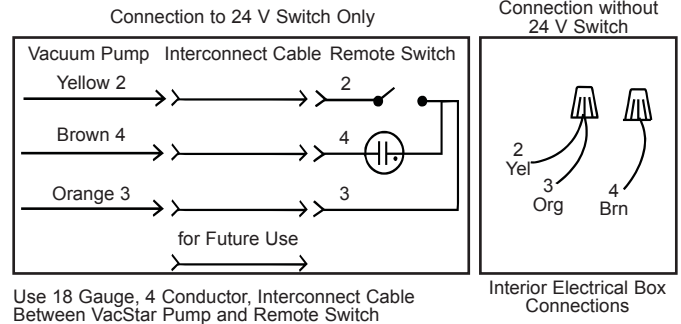 Connection to 24 V Switch Only
Vacuum Pump Interconnect Cable Remote Switch
Yellow 2
2
Brown 4
4
Orange 3
3
for Future Use
Use 18 Gauge, 4 Conductor, Interconnect Cable
Between VacStar Pump and Remote Switch
Connection without
24 V Switch
2
Yel
3
Org
4
Brn
Interior Electrical Box
Connections